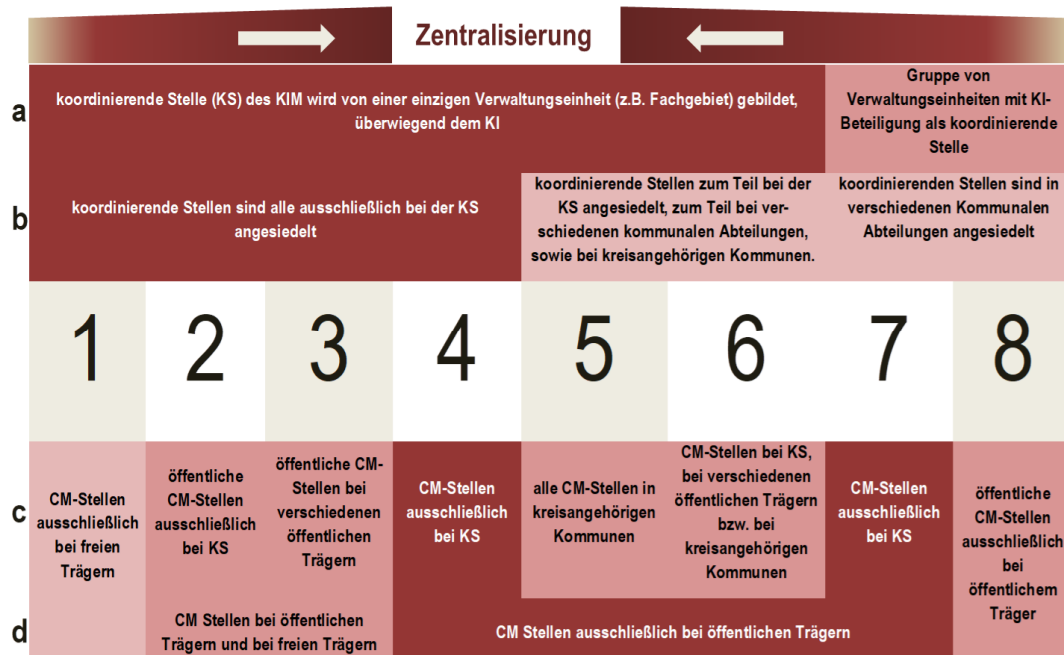 Zentralisierung
a
koordinierende Stelle (KS) des KIM wird von einer einzigen Verwaltungseinheit (z.B. Fachgebiet) gebildet,
überwiegend dem KI
Gruppe von
Verwaltungseinheiten mit KI-
Beteiligung als koordinierende
Stelle
b
koordinierende Stellen sind alle ausschließlich bei der KS
angesiedelt
koordinierende Stellen zum Teil bei der
KS angesiedelt, zum Teil bei ver-
schiedenen kommunalen Abteilungen,
sowie bei kreisangehörigen Kommunen.
koordinierenden Stellen sind in
verschiedenen Kommunalen
Abteilungen angesiedelt
1
2
3
4
5
6
7
8
c
CM-Stellen
ausschließlich
bei freien
Trägern
öffentliche
CM-Stellen
ausschließlich
bei KS
öffentliche CM-
Stellen bei
verschiedenen
öffentlichen
Trägern
CM-Stellen
ausschließlich
bei KS
alle CM-Stellen in
kreisangehörigen
Kommunen
CM-Stellen bei KS,
bei verschiedenen
öffentlichen Trägern
bzw. bei
kreisangehörigen
Kommunen
CM-Stellen
ausschließlich
bei KS
öffentliche
CM-Stellen
ausschließlich
bei
öffentlichem
Träger
d
CM Stellen bei öffentlichen
Trägern und bei freien Trägern
CM Stellen ausschließlich bei öffentlichen Trägern